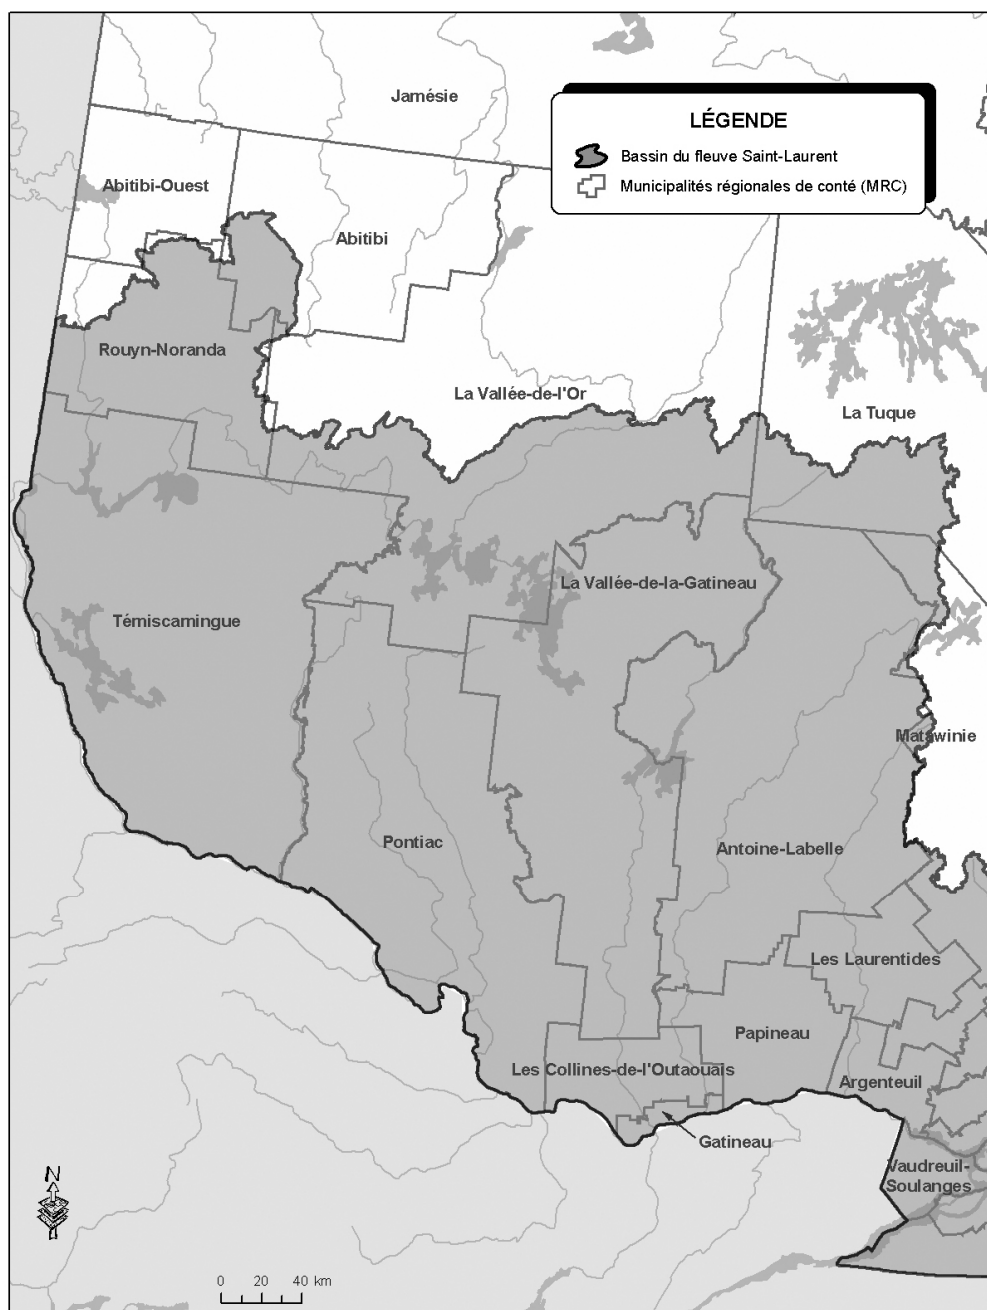 Jamésie
LÉGENDE
Bassin du fleuve Saint-Laurent
Municipalités régionales de conté (MRC)
Abitibi-Ouest
Abitibi
Rouyn-Noranda
La Vallée-de-l'Or
La Tuque
La Vallée-de-la-Gatineau
Témiscamingue
Matawinie
Pontiac
Antoine-Labelle
Les Laurentides
Papineau
Les Collines-de-l'Outaouais
Argenteuil
Gatineau
Vaudreuil-
Soulanges
N
0 20 40 km